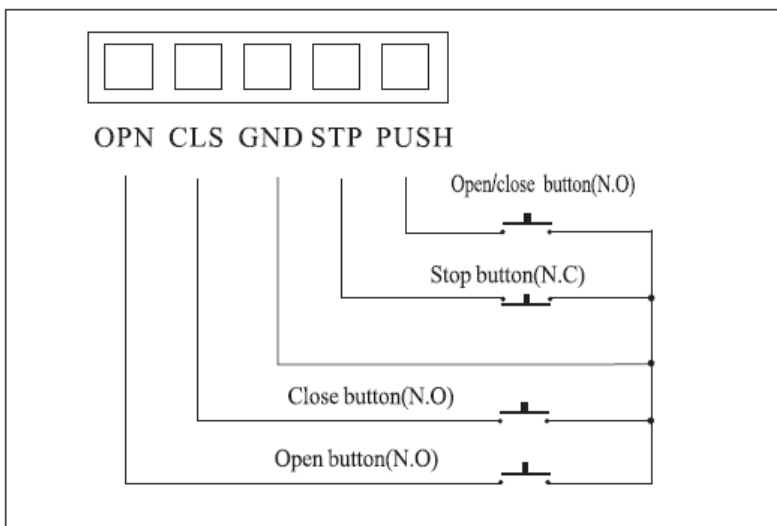 OPN CLS GND STP PUSH
Open/close button(N.O)
Stop button(N.C)
Close button(N.O)
Open button(N.O)